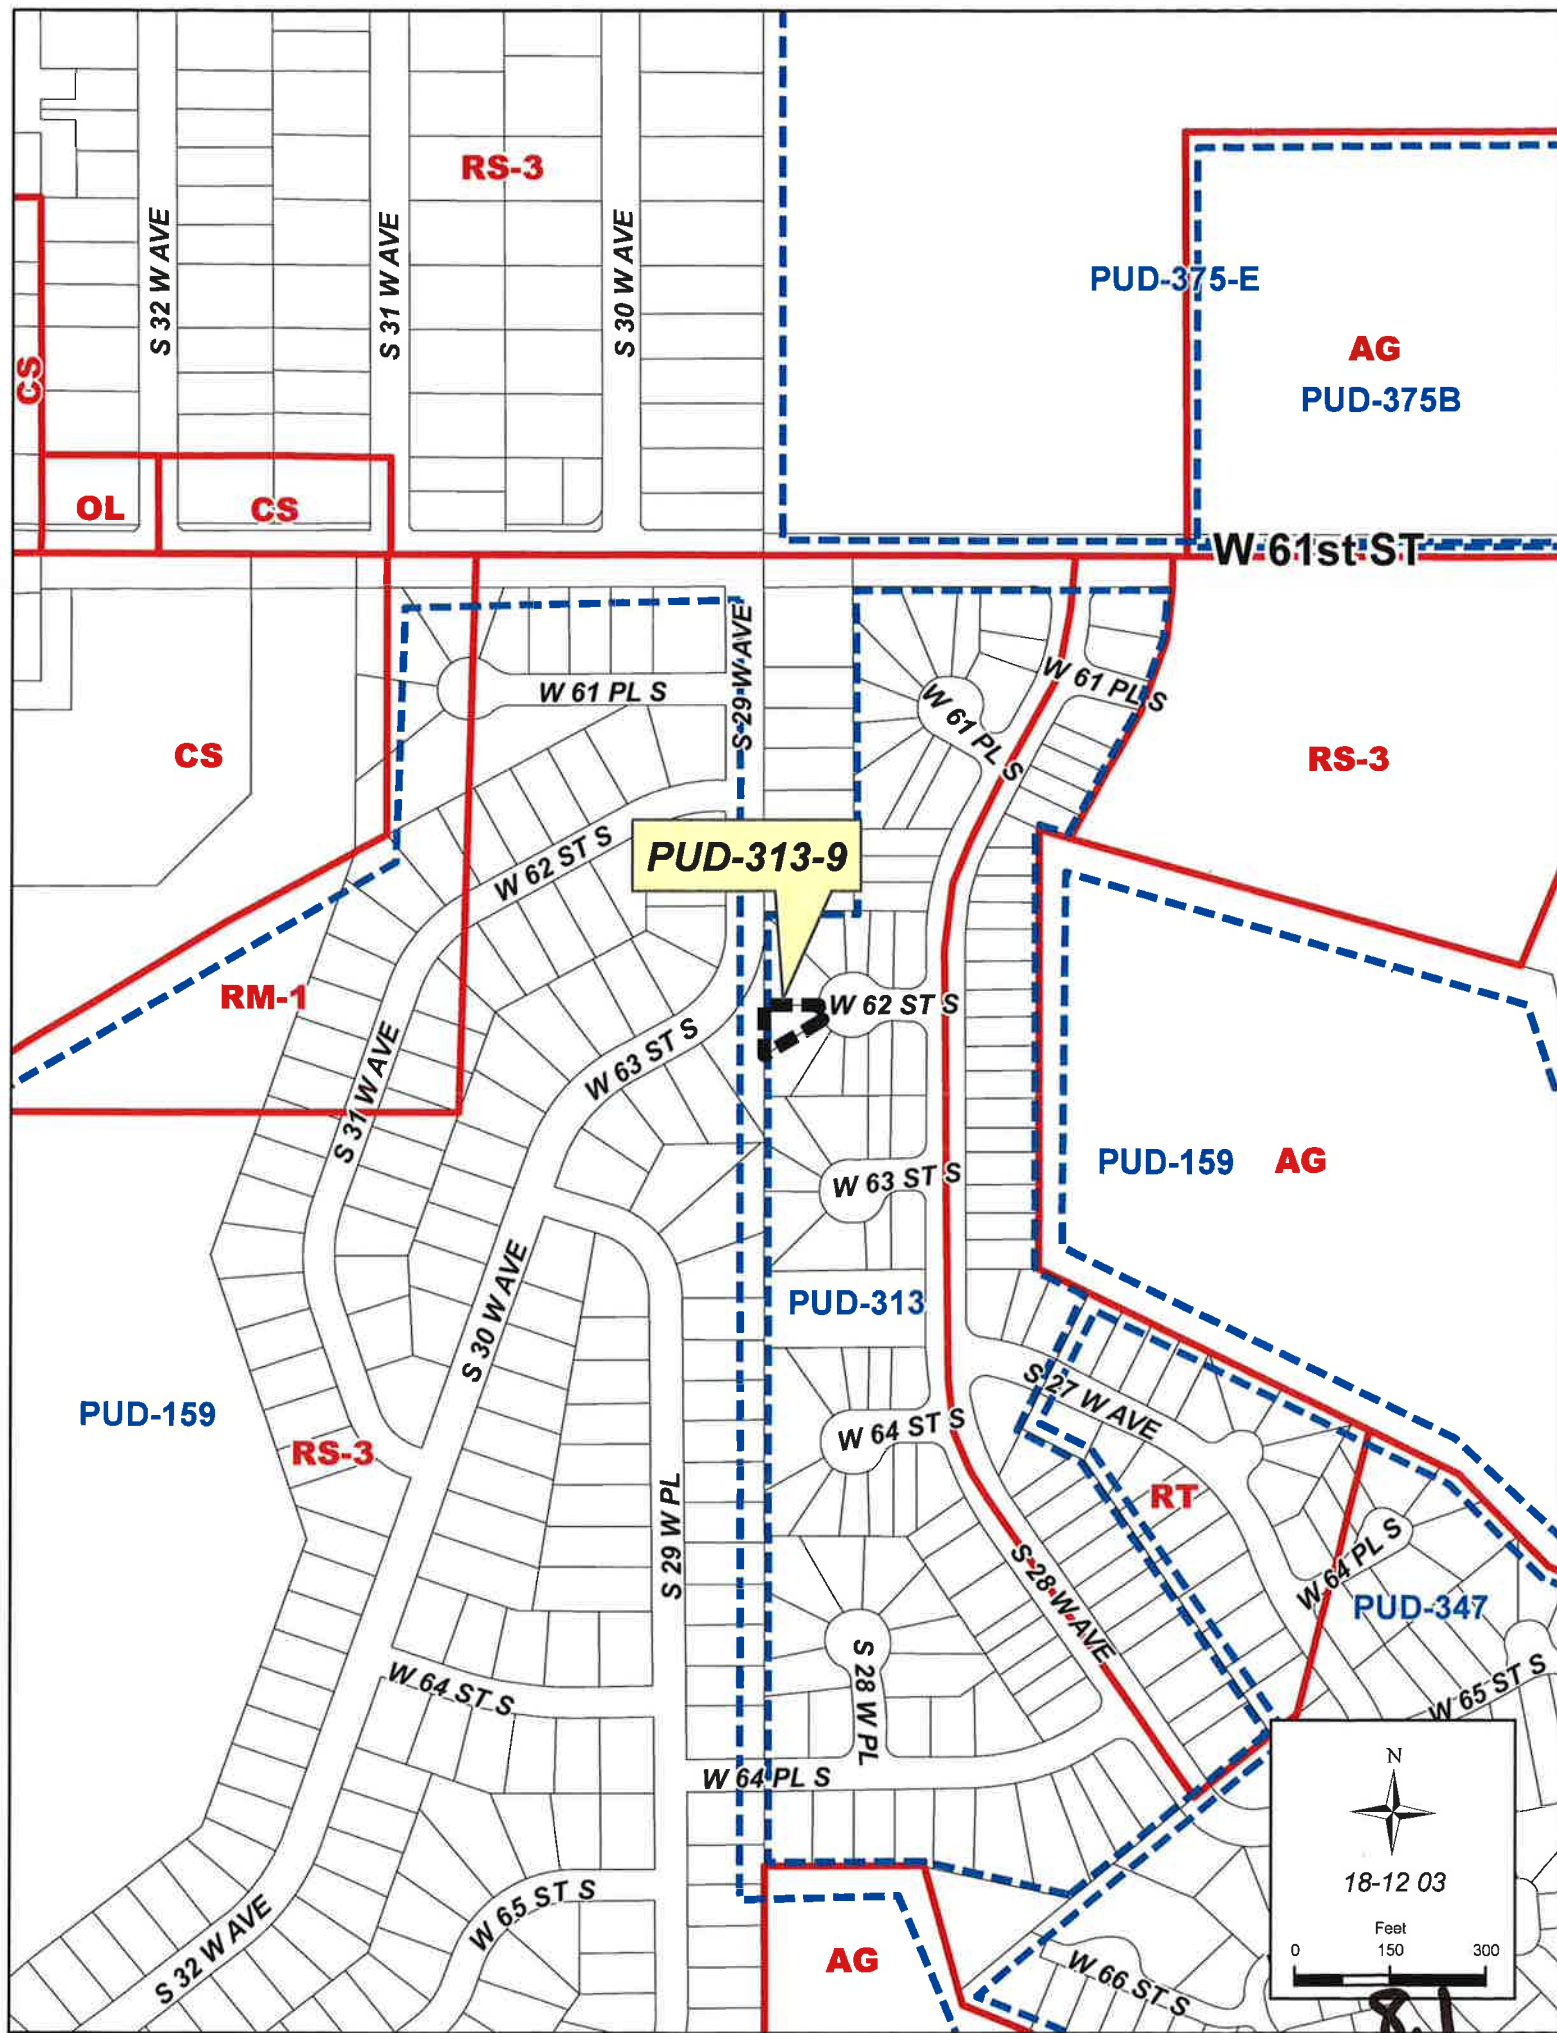 RS-3
S 32 W AVE
S 31 W AVE
S 30 W AVE
PUD-375-E
AG
PUD-375B
CS
OL
CS
W 61st ST
W 61 PL S
S 29 W AVE
W 61 PL S
W 61 PL S
CS
RS-3
W 62 ST S
PUD-313-9
RM-1
W 62 ST S
S 31 W AVE
W 63 ST S
PUD-159
AG
W 63 ST S
S 30 W AVE
PUD-313
PUD-159
RS-3
S 27 W AVE
W 64 ST S
RT
S 29 W PL
S 28 W AVE
W 64 PL S
PUD-347
S 28 W PL
W 64 ST S
W 65 ST S
W 64 PL S
N
18-12 03
Feet
0 150 300
W 65 ST S
S 32 W AVE
AG
W 66 ST S